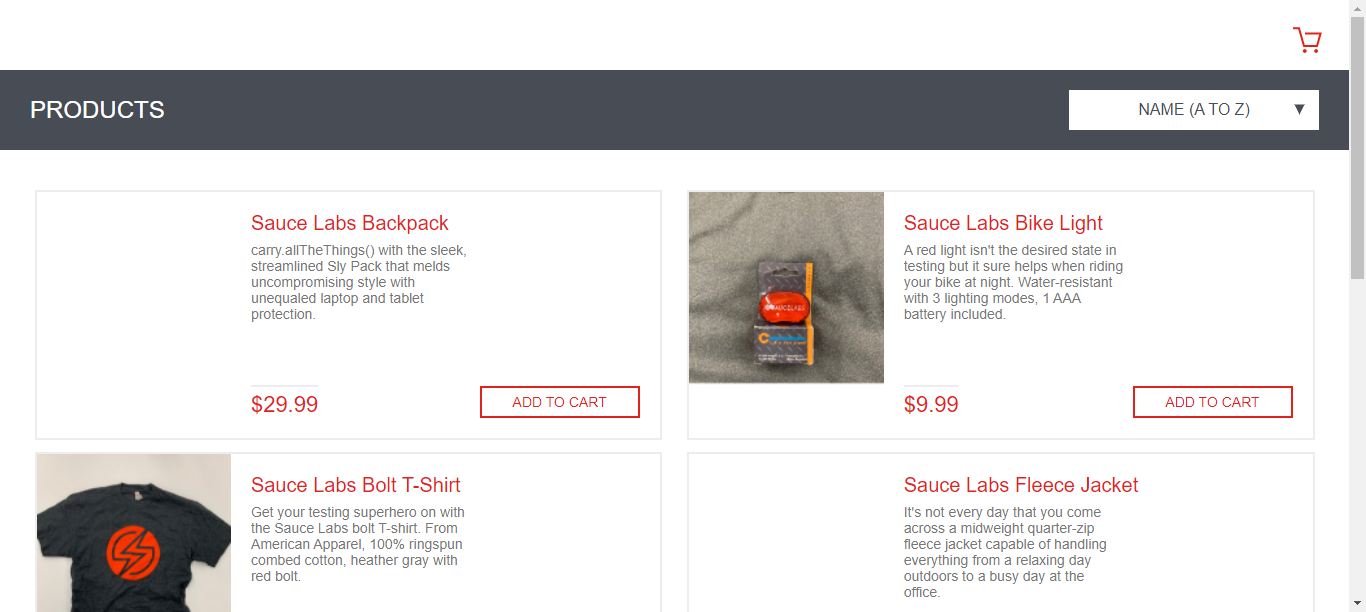 PRODUCTS
NAME (A TO Z)
Sauce Labs Backpack
carry.allTheThings() with the sleek,
streamlined Sly Pack that melds
uncompromising style with
unequaled laptop and tablet
protection.
$29.99
ADD TO CART
Sauce Labs Bike Light
A red light isn't the desired state in
testing but it sure helps when riding
your bike at night. Water-resistant
with 3 lighting modes, 1 AAA
battery included.
$9.99
ADD TO CART
Sauce Labs Bolt T-Shirt
Get your testing superhero on with
the Sauce Labs bolt T-shirt. From
American Apparel, 100% ringspun
combed cotton, heather gray with
red bolt.
Sauce Labs Fleece Jacket
It's not every day that you come
across a midweight quarter-zip
fleece jacket capable of handling
everything from a relaxing day
outdoors to a busy day at the
office.